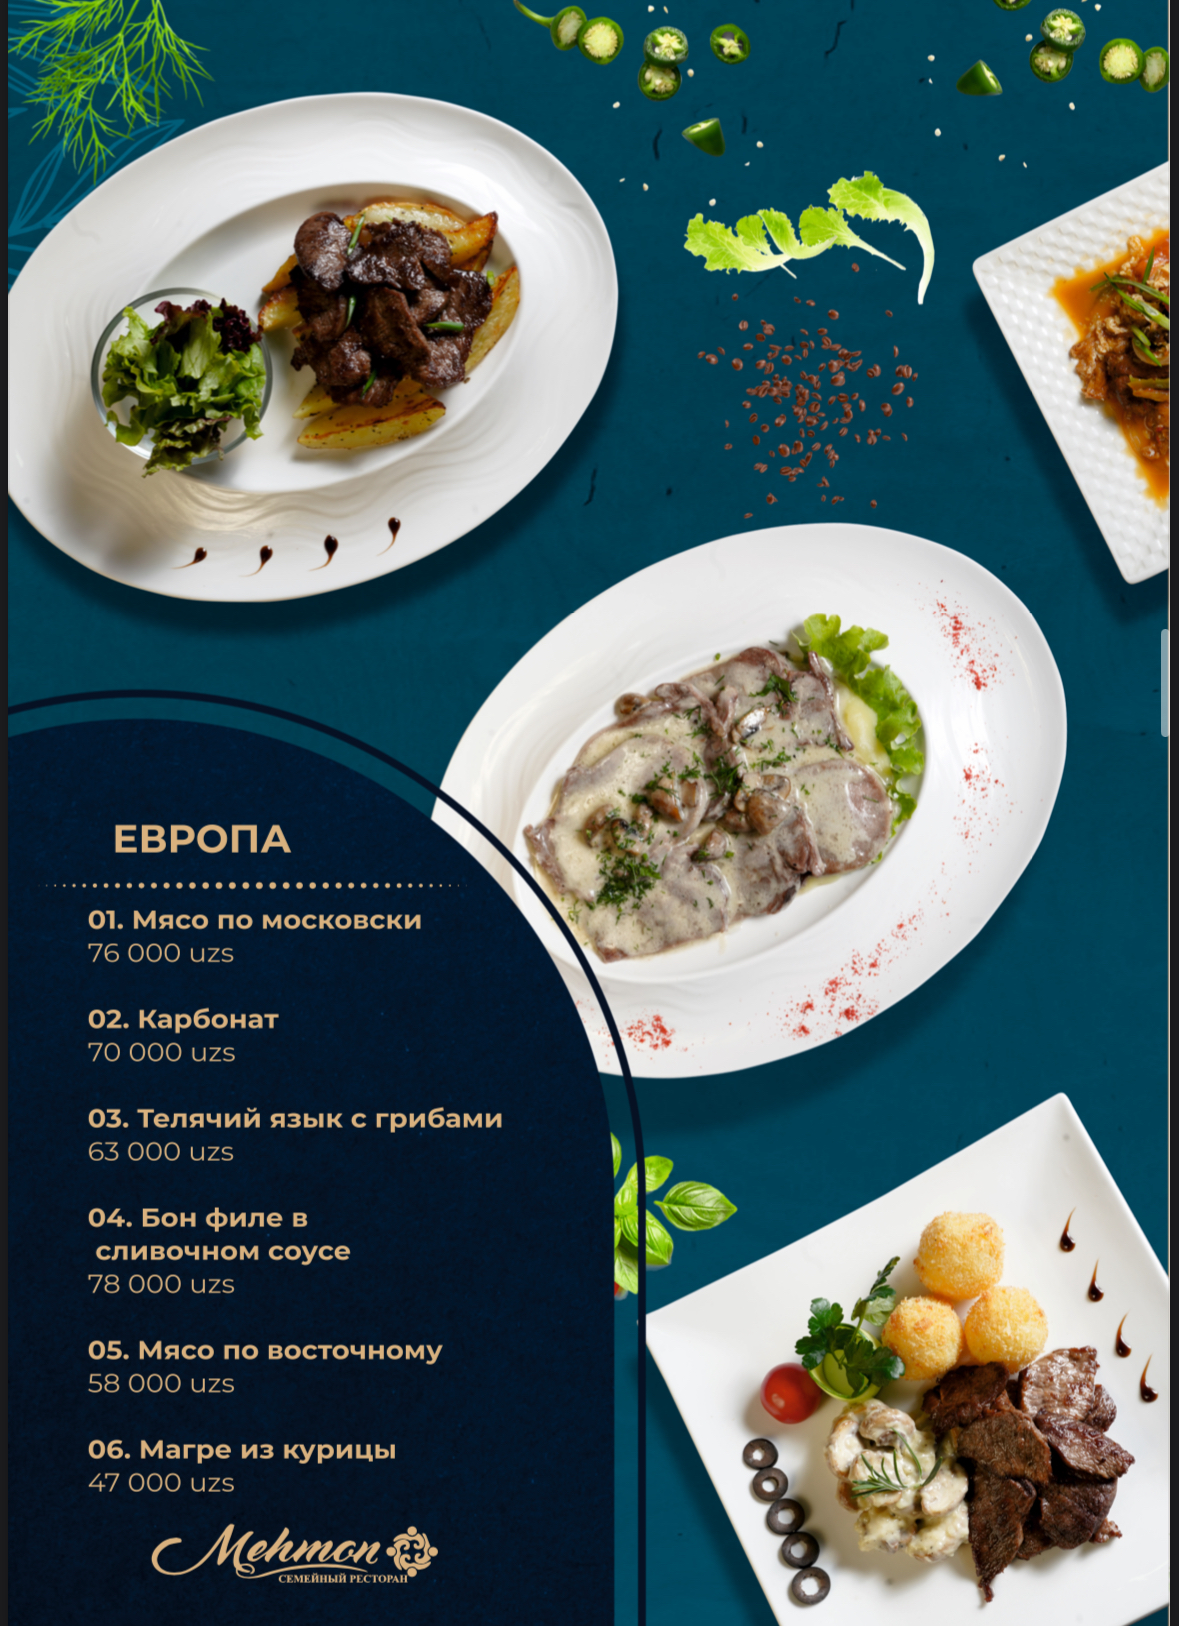 ЕВРОПА
01. Мясо по московски
76 000 uzs
02. Карбонат
70 000 uzs
03. Телячий язык с грибами
63 000 uzs
04. Бон филе в
сливочном соусе
78 000 uzs
05. Мясо по восточному
58 000 uzs
06. Магре из курицы
47 000 uzs
Mehmon
СЕМЕЙНЫЙ РЕСТОРАН